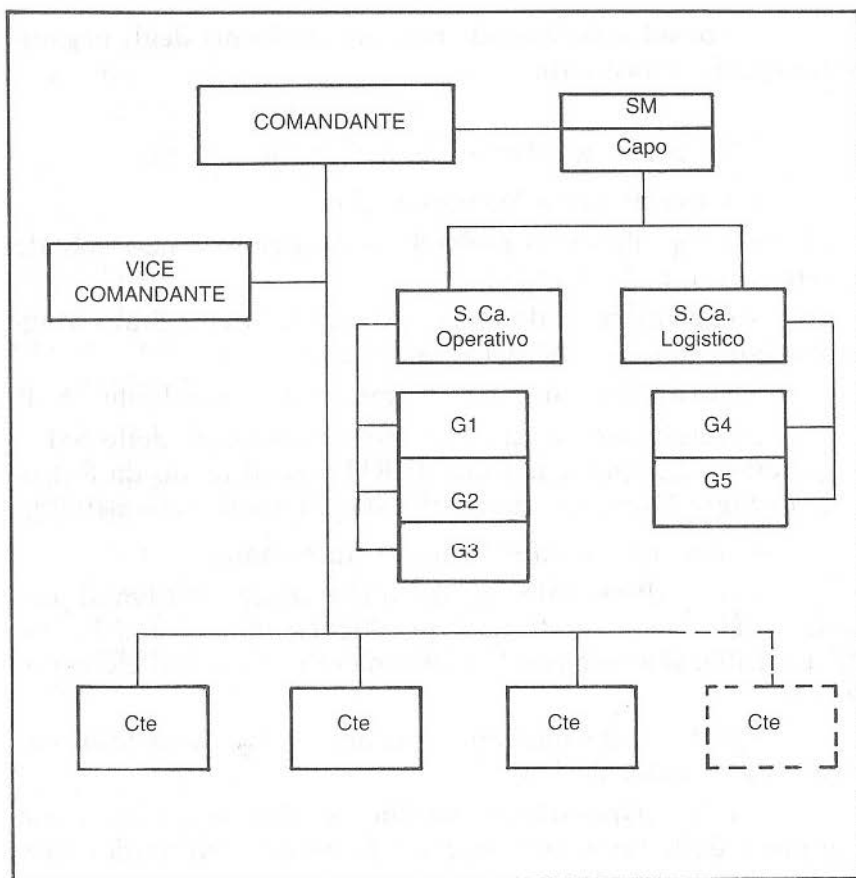 COMANDANTE
SM
Capo
VICE
COMANDANTE
S. Ca.
Operativo
S. Ca.
Logistico
G1
G2
G3
G4
G5
Cte
Cte
Cte
Cte